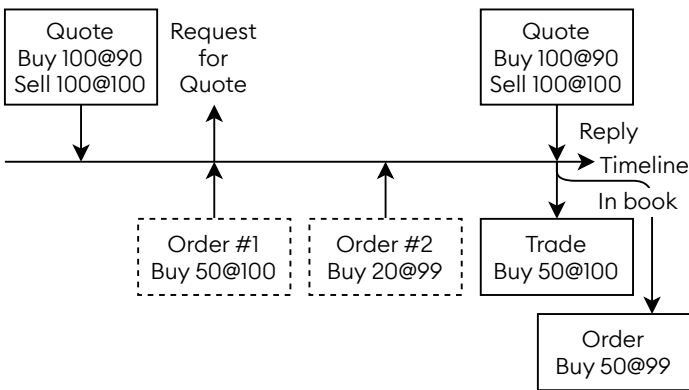 Quote
Buy 100@90
Sell 100@100
Request
for
Quote
Quote
Buy 100@90
Sell 100@100
Reply
Timeline
In book
Order #1
Buy 50@100
Order #2
Buy 20@99
Trade
Buy 50@100
Order
Buy 50@99